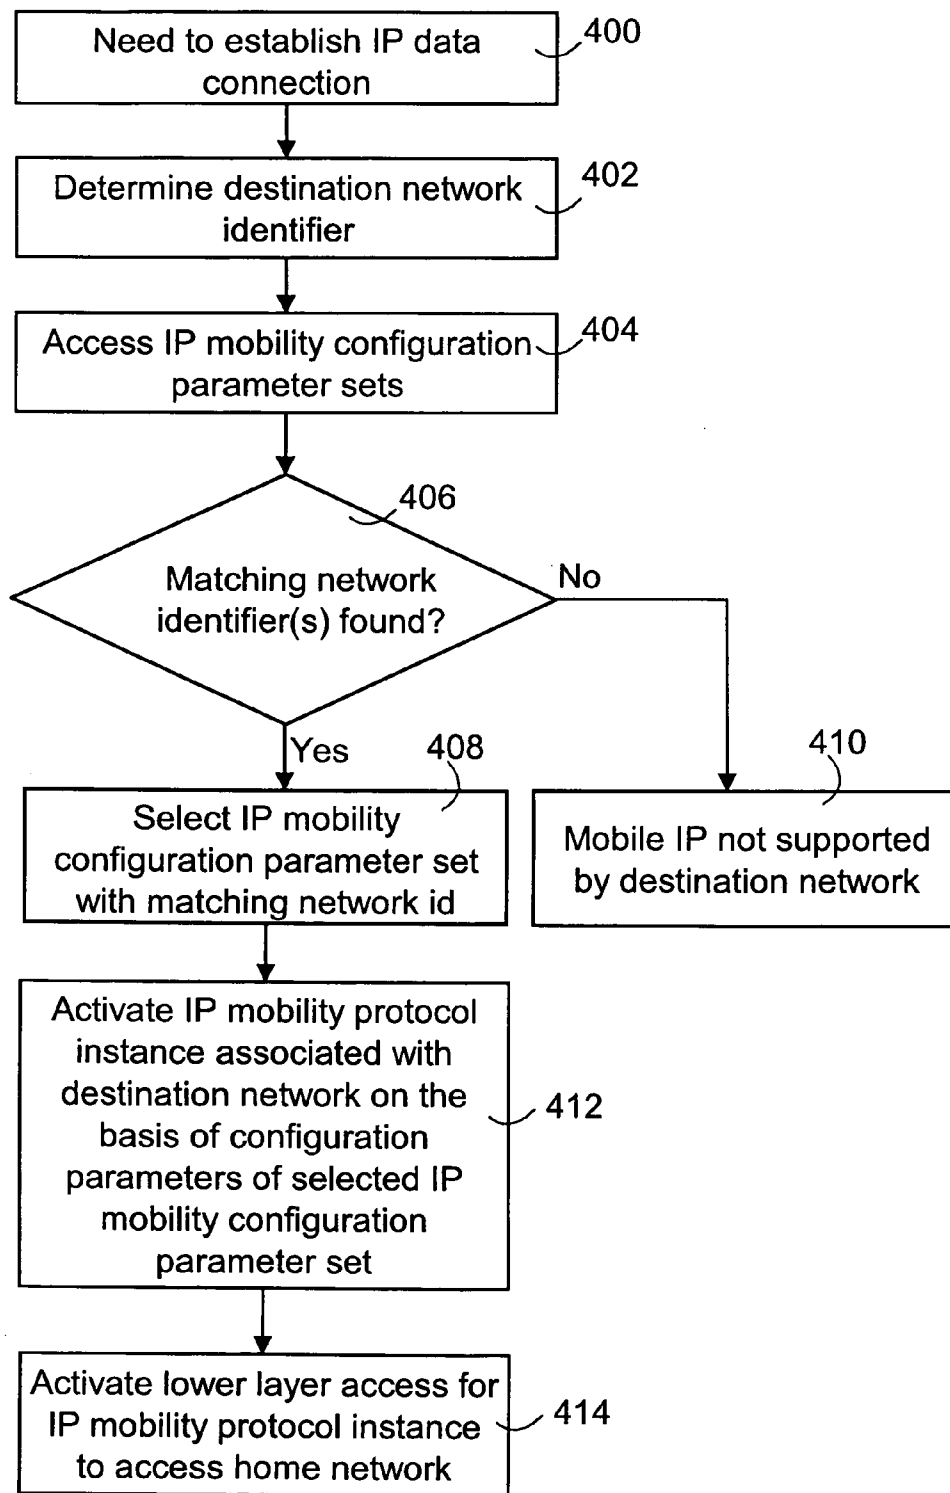 Need to establish IP data
connection
400
Determine destination network
identifier
402
Access IP mobility configuration
parameter sets
404
406
Matching network
identifier(s) found?
No
Yes
408
410
Select IP mobility
configuration parameter set
with matching network id
Mobile IP not supported
by destination network
Activate IP mobility protocol
instance associated with
destination network on the
basis of configuration
parameters of selected IP
mobility configuration
parameter set
412
Activate lower layer access for
IP mobility protocol instance
to access home network
414